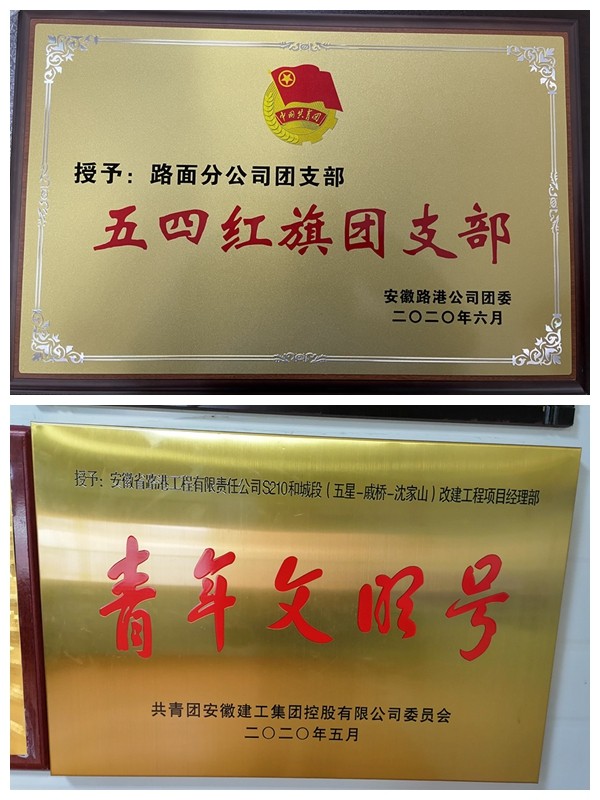 中国共青团
授予：路面分公司团支部
五四红旗团支部
安徽路港公司团委
二〇二〇年六月
授予：安徽省路港工程有限责任公司S210和城段（五星-戚桥-沈家山）改建工程项目经理部
青年文明号
共青团安徽建工集团控股有限公司委员会
二〇二〇年五月